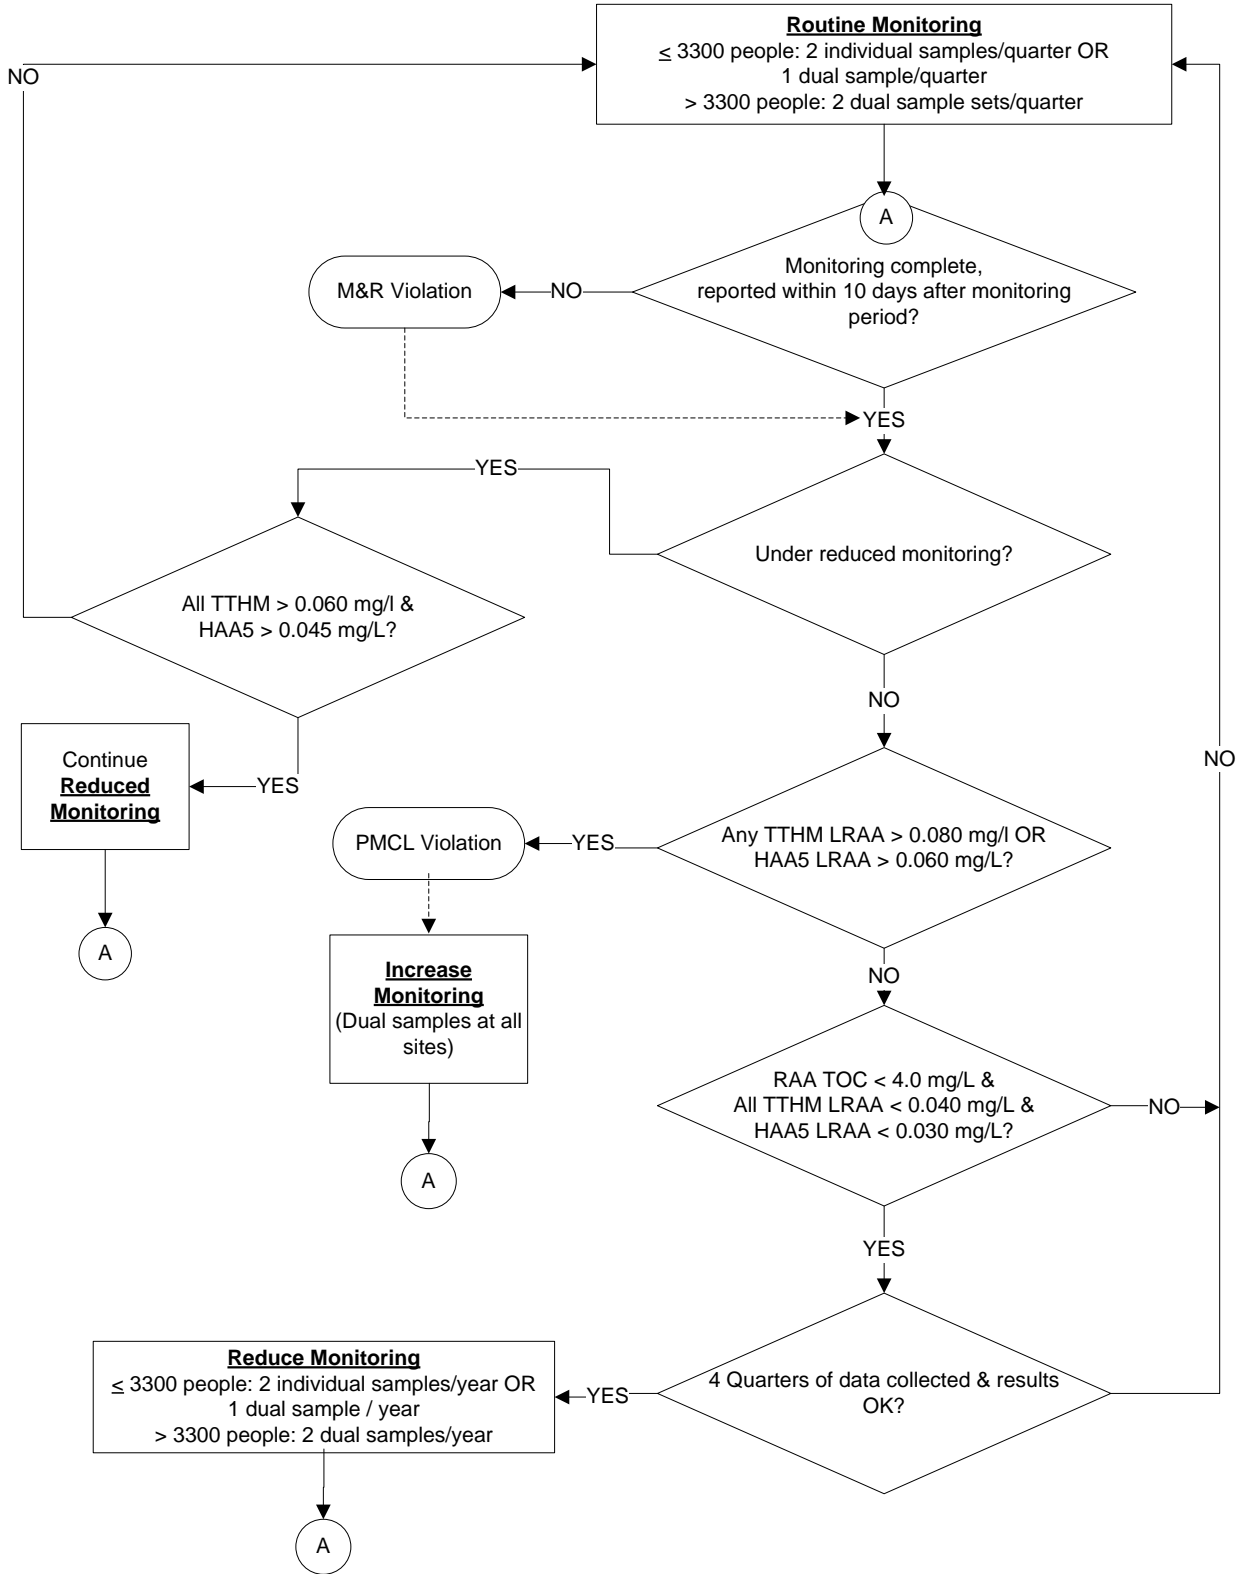 Routine Monitoring
≤ 3300 people: 2 individual samples/quarter OR
1 dual sample/quarter
> 3300 people: 2 dual sample sets/quarter
NO
A
Monitoring complete,
reported within 10 days after monitoring
period?
NO
M&R Violation
YES
Under reduced monitoring?
YES
All TTHM > 0.060 mg/l &
HAA5 > 0.045 mg/L?
NO
Continue
Reduced
Monitoring
YES
A
Any TTHM LRAA > 0.080 mg/l OR
HAA5 LRAA > 0.060 mg/L?
YES
PMCL Violation
NO
Increase
Monitoring
(Dual samples at all
sites)
A
NO
RAA TOC < 4.0 mg/L &
All TTHM LRAA < 0.040 mg/L &
HAA5 LRAA < 0.030 mg/L?
NO
YES
4 Quarters of data collected & results
OK?
YES
Reduce Monitoring
≤ 3300 people: 2 individual samples/year OR
1 dual sample / year
> 3300 people: 2 dual samples/year
A